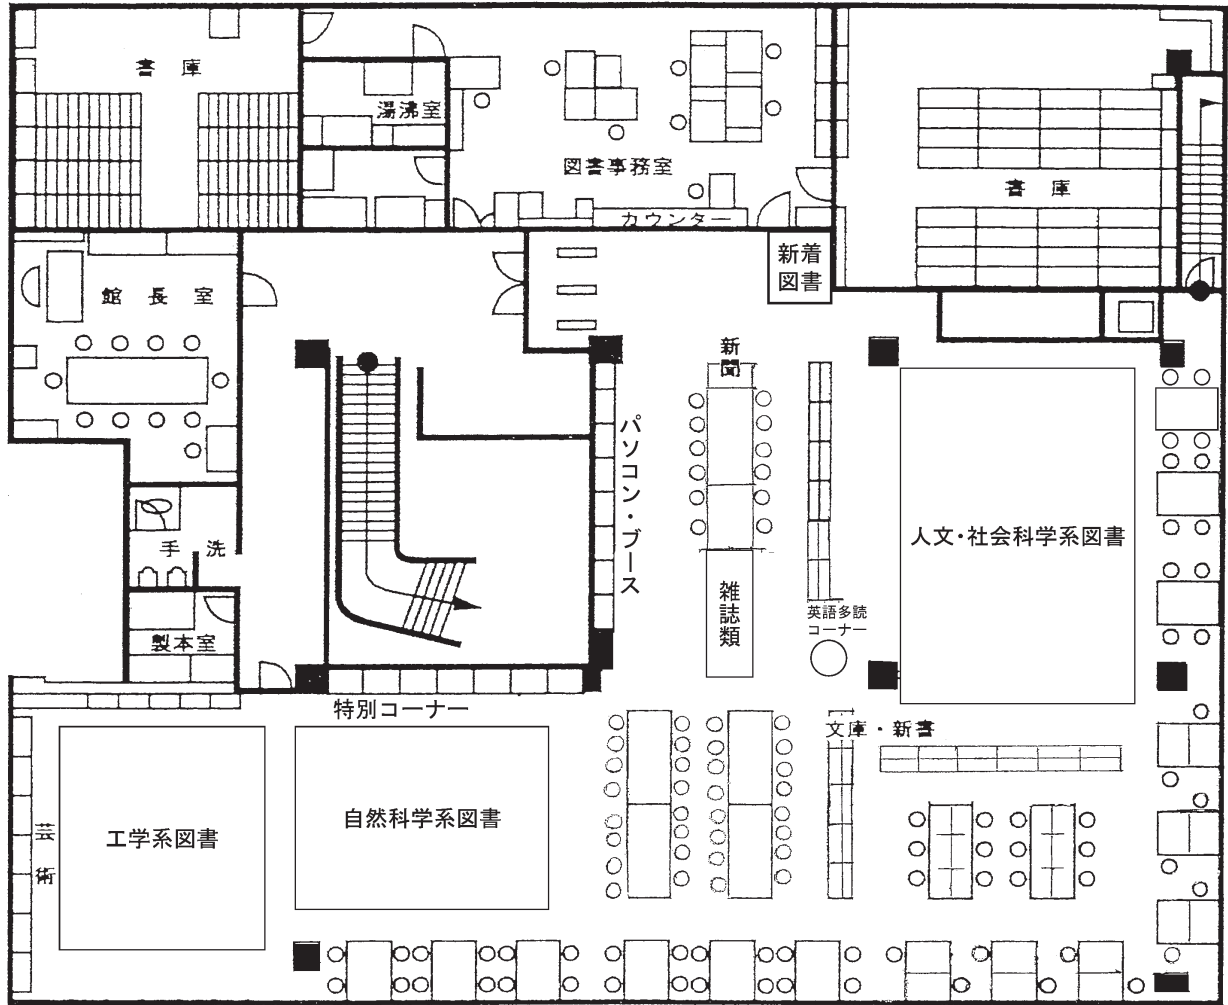 書庫
湯沸室
図書事務室
カウンター
書庫
新着
図書
館長室
新聞
パソコン・ブース
人文・社会科学系図書
手洗
雑誌類
英語多読
コーナー
製本室
特別コーナー
文庫・新書
芸術
工学系図書
自然科学系図書